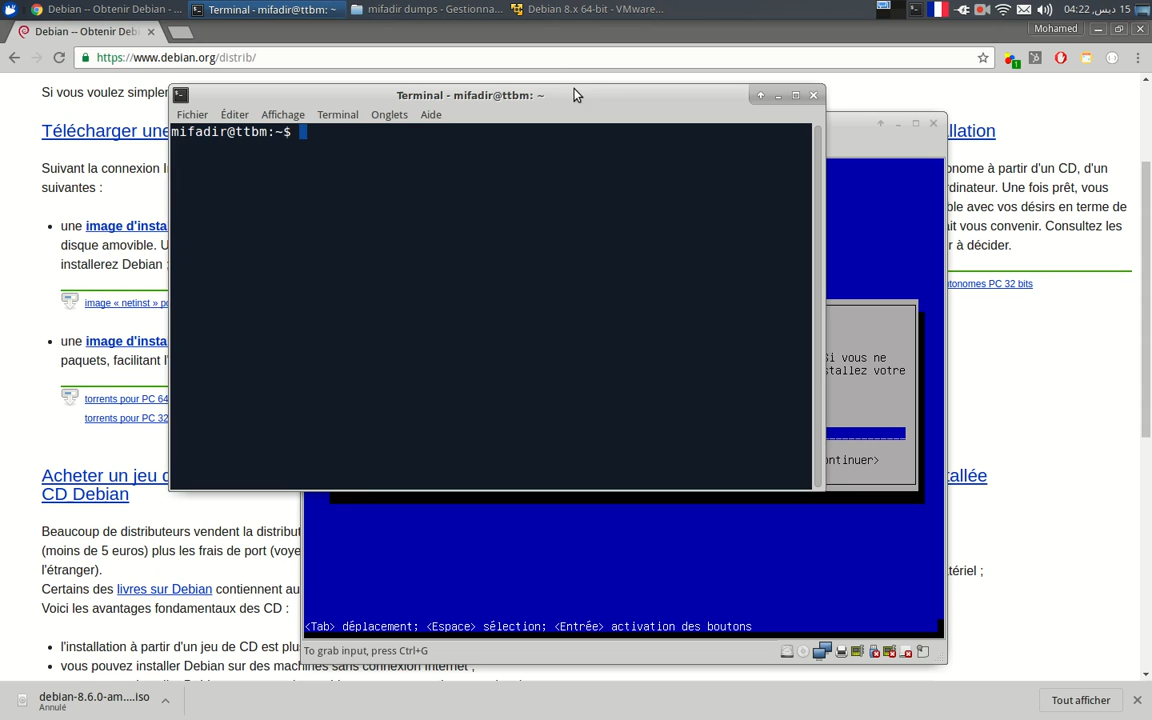 Debian -- Obtenir Debian - ...
Terminal - mifadir@ttbm: ~
mifadir dumps - Gestionna...
Debian 8.x 64-bit - VMware...
15 ديس, 04:22
Debian -- Obtenir Deb
Mohamed
https://www.debian.org/distrib/
1
Si vous voulez simplem
Terminal - mifadir@ttbm: ~
Fichier Éditer Affichage Terminal Onglets Aide
mifadir@ttbm:~$
Télécharger une
allation
Suivant la connexion I
suivantes :
onome à partir d'un CD, d'un
rdinateur. Une fois prêt, vous
ble avec vos désirs en terme de
ait vous convenir. Consultez les
r à décider.
une image d'insta
disque amovible. U
installerez Debian ;
image « netinst » po
utonomes PC 32 bits
une image d'insta
paquets, facilitant l'
torrents pour PC 64
torrents pour PC 32
Si vous ne
stallez votre
ontinuer>
Acheter un jeu d
CD Debian
tallée
Beaucoup de distributeurs vendent la distribut
(moins de 5 euros) plus les frais de port (voye
l'étranger).
Certains des livres sur Debian contiennent au
Voici les avantages fondamentaux des CD :
tériel ;
l'installation à partir d'un jeu de CD est plu
vous pouvez installer Debian sur des machines sans connexion Internet ;
<Tab> déplacement; <Espace> sélection; <Entrée> activation des boutons
To grab input, press Ctrl+G
debian-8.6.0-am....iso
Annulé
Tout afficher